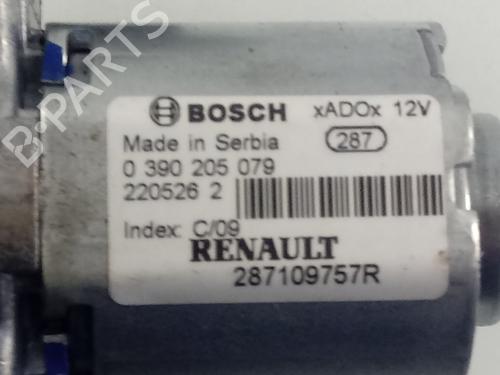 B-PARTS
BOSCH xADOx 12V
Made in Serbia 287
0 390 205 079
220526 2
Index: C/09
RENAULT
287109757R